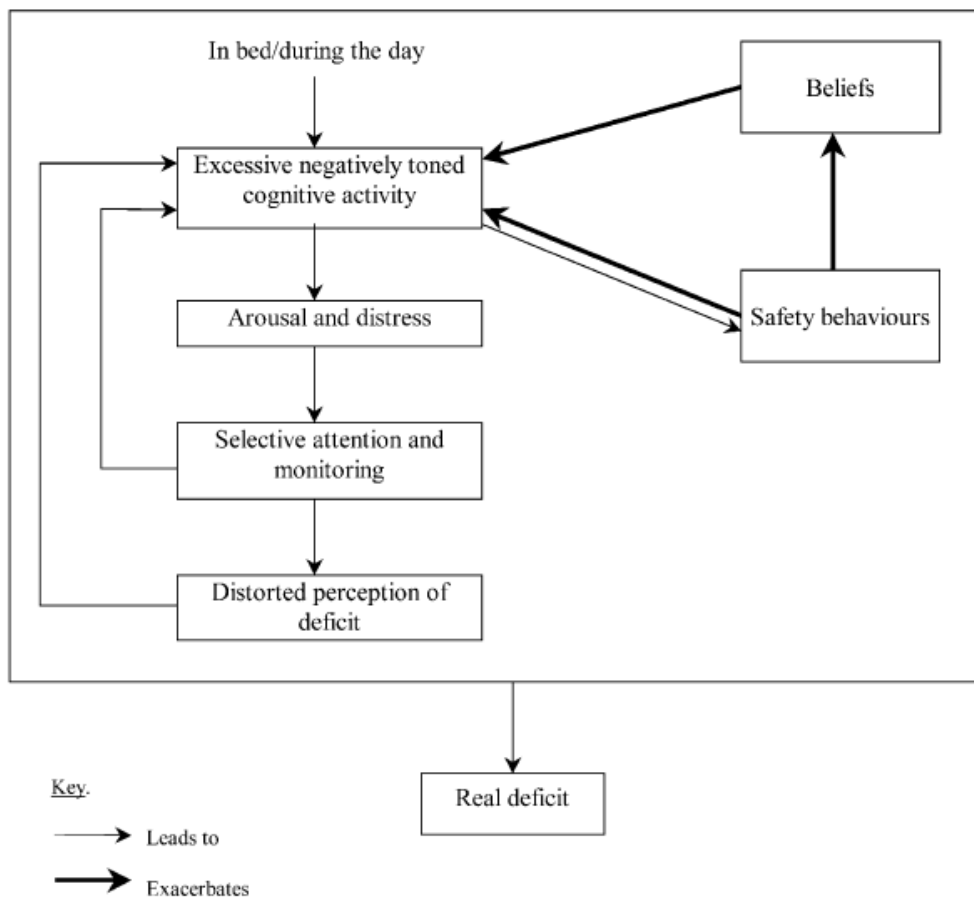 In bed/during the day
Beliefs
Excessive negatively toned
cognitive activity
Arousal and distress
Safety behaviours
Selective attention and
monitoring
Distorted perception of
deficit
Real deficit
Key.
Leads to
Exacerbates